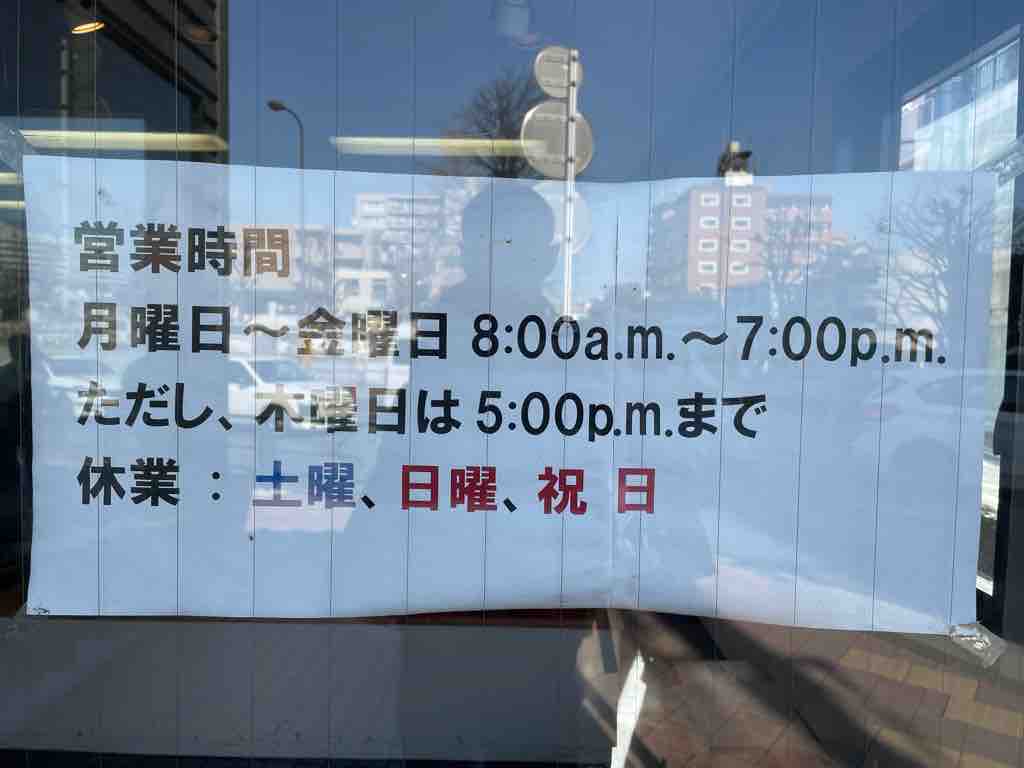 営業時間
月曜日～金曜日 8:00a.m.～7:00p.m.
ただし、木曜日は 5:00p.m.まで
休業 : 土曜、日曜、祝 日